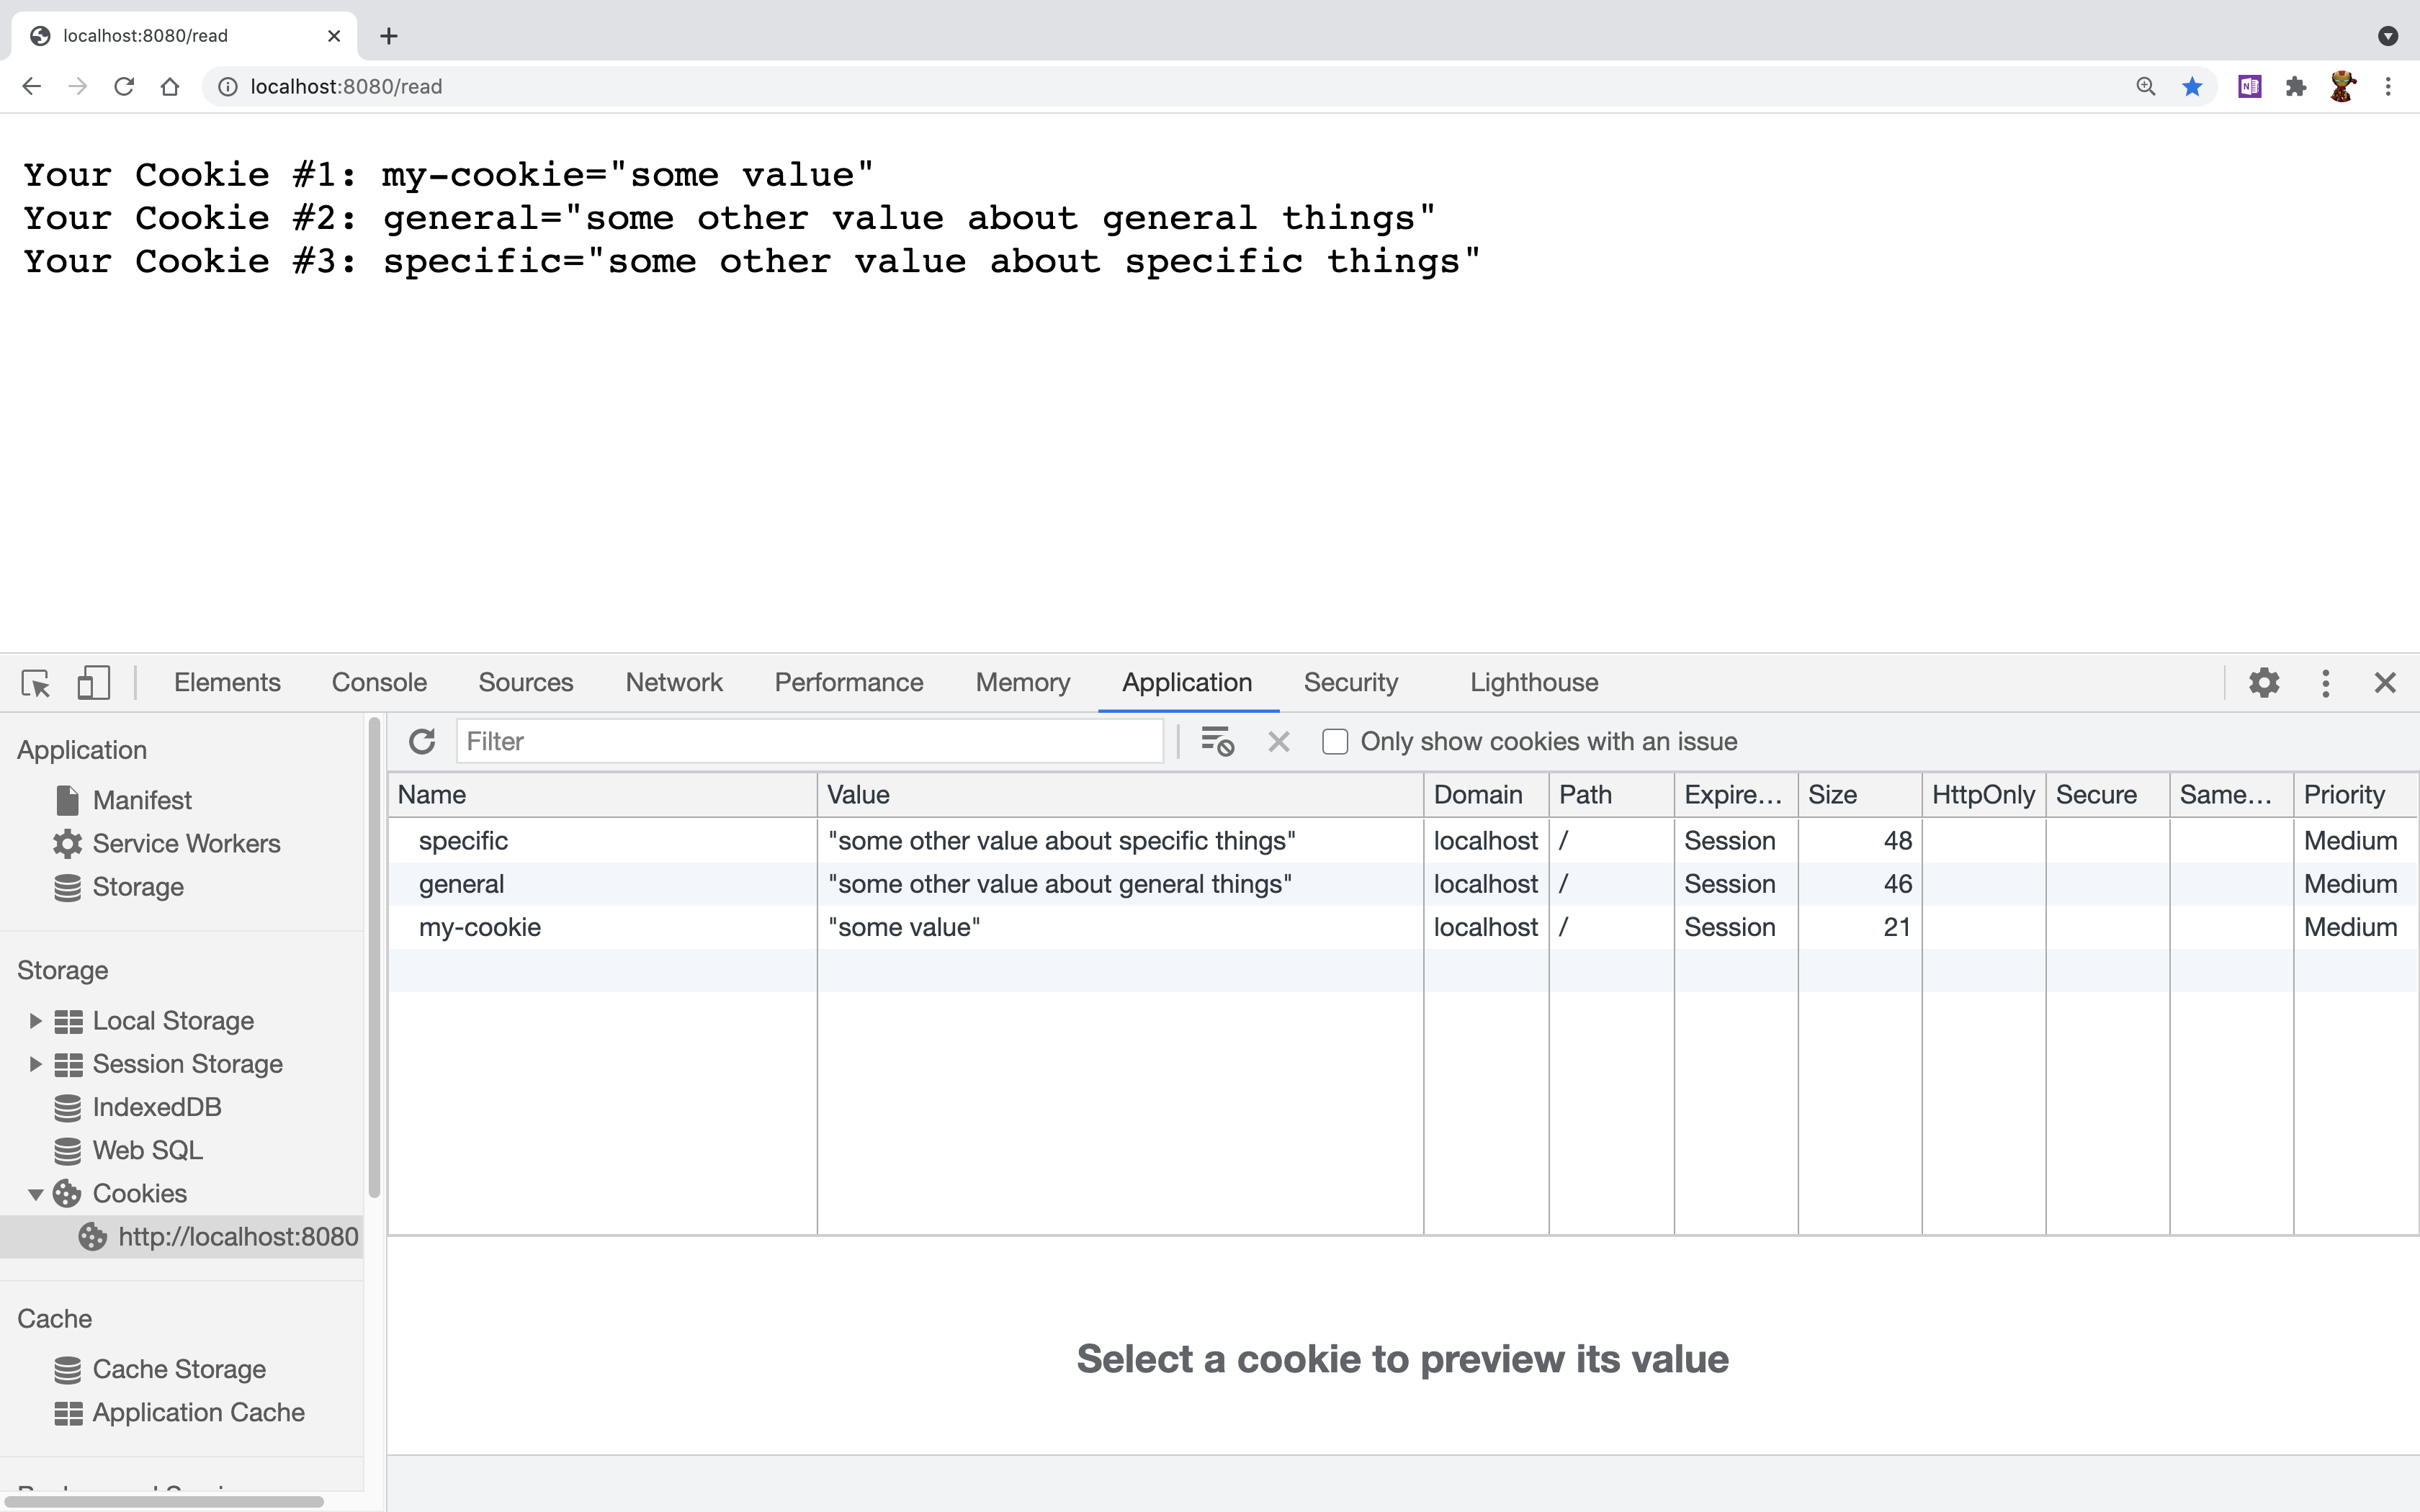 localhost:8080/read
localhost:8080/read
Your Cookie #1: my-cookie="some value"
Your Cookie #2: general="some other value about general things"
Your Cookie #3: specific="some other value about specific things"
Elements Console Sources Network Performance Memory Application Security Lighthouse
Filter Only show cookies with an issue
Application
Manifest
Service Workers
Storage
Storage
Local Storage
Session Storage
IndexedDB
Web SQL
Cookies
http://localhost:8080
Cache
Cache Storage
Application Cache
Name Value Domain Path Expire... Size HttpOnly Secure Same... Priority
specific "some other value about specific things" localhost / Session 48 Medium
general "some other value about general things" localhost / Session 46 Medium
my-cookie "some value" localhost / Session 21 Medium
Select a cookie to preview its value